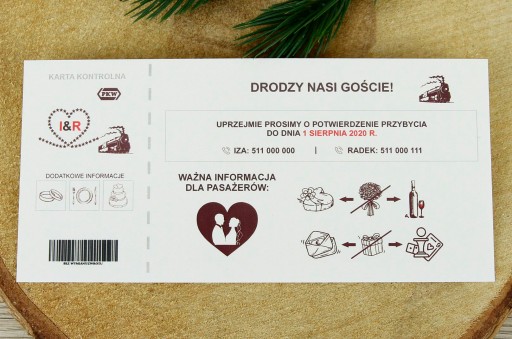 KARTA KONTROLNA
PKW
I&R
DODATKOWE INFORMACJE
DRODZY NASI GOŚCIE!
UPRZEJMIE PROSIMY O POTWIERDZENIE PRZYBYCIA
DO DNIA 1 SIERPNIA 2020 R.
IZA: 511 000 000 | RADEK: 511 000 111
WAŻNA INFORMACJA
DLA PASAŻERÓW: